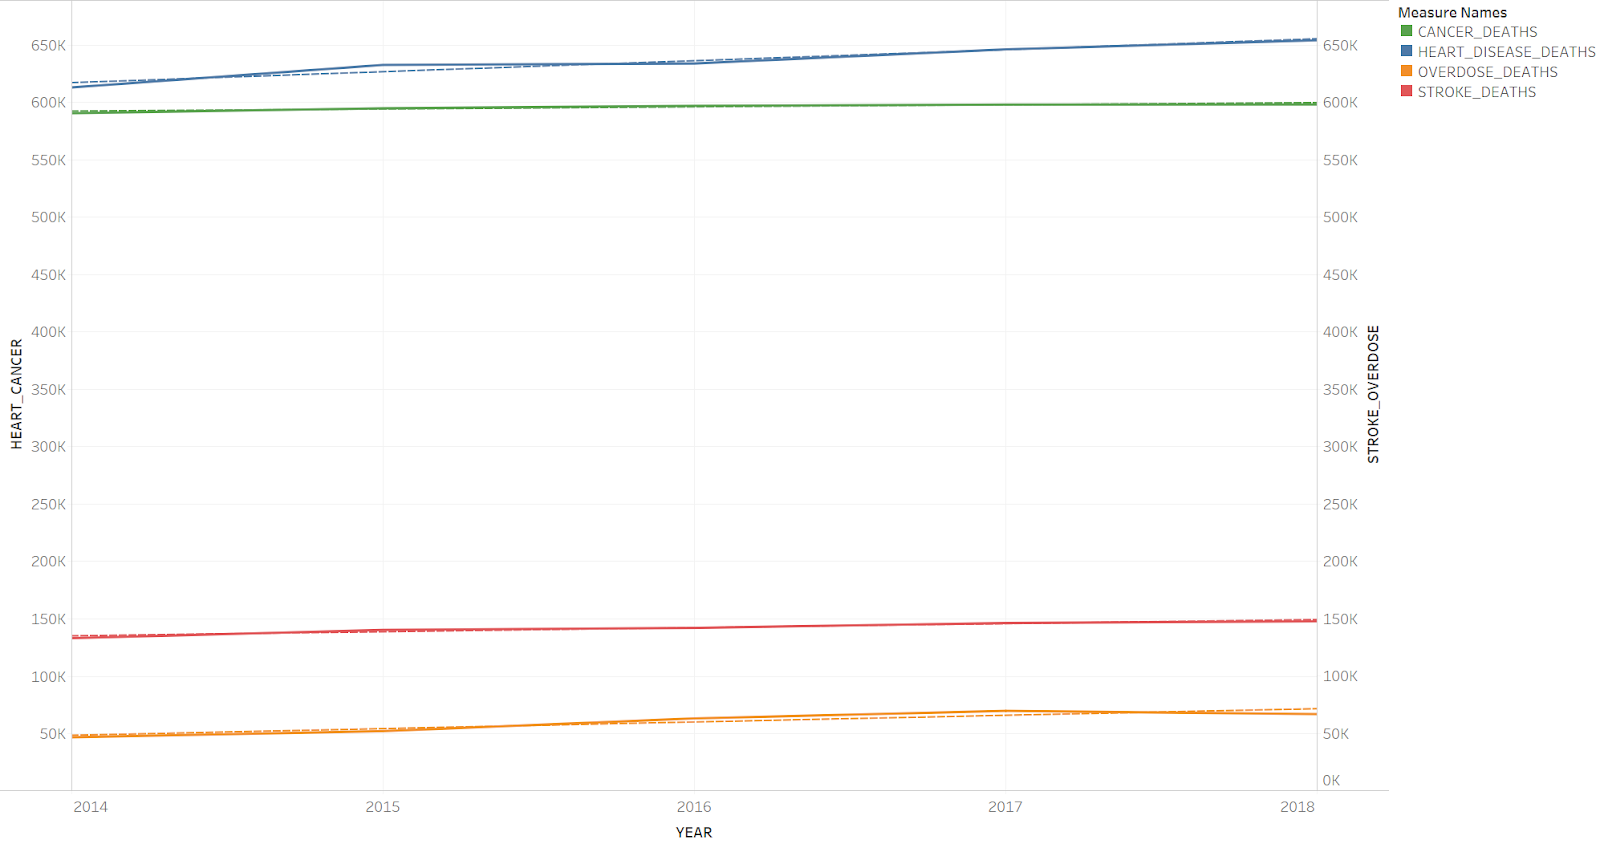 Measure Names
CANCER_DEATHS
HEART_DISEASE_DEATHS
OVERDOSE_DEATHS
STROKE_DEATHS
HEART_CANCER
650K
600K
550K
500K
450K
400K
350K
300K
250K
200K
150K
100K
50K
STROKE_OVERDOSE
650K
600K
550K
500K
450K
400K
350K
300K
250K
200K
150K
100K
50K
0K
2014 2015 2016 2017 2018
YEAR